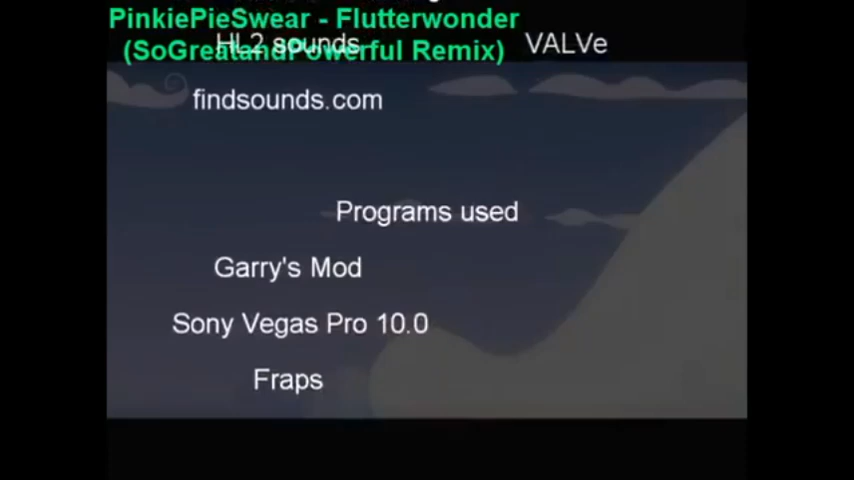 PinkiePieSwear - Flutterwonder
(SoGreatandPowerful Remix)
HL2 sounds VALVe
findsounds.com
Programs used
Garry's Mod
Sony Vegas Pro 10.0
Fraps